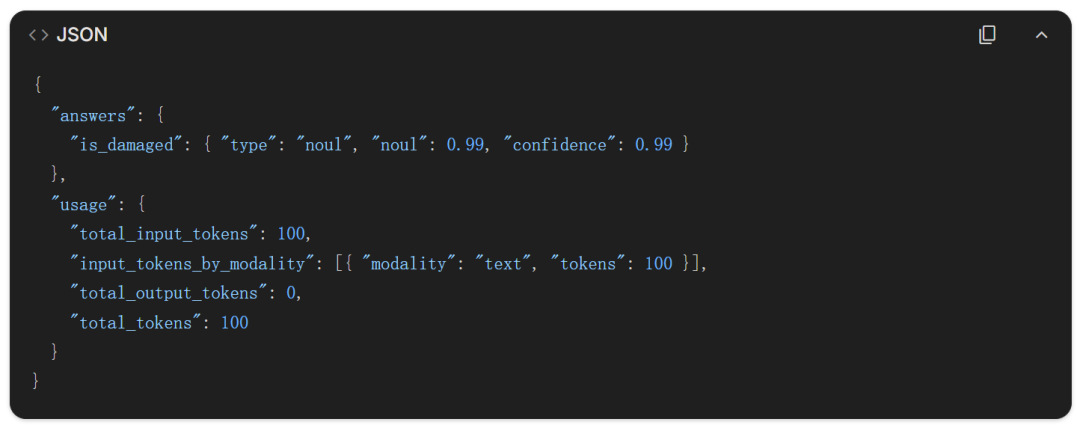 <> JSON
{
"answers": {
"is_damaged": { "type": "noul", "noul": 0.99, "confidence": 0.99 }
},
"usage": {
"total_input_tokens": 100,
"input_tokens_by_modality": [{ "modality": "text", "tokens": 100 }],
"total_output_tokens": 0,
"total_tokens": 100
}
}